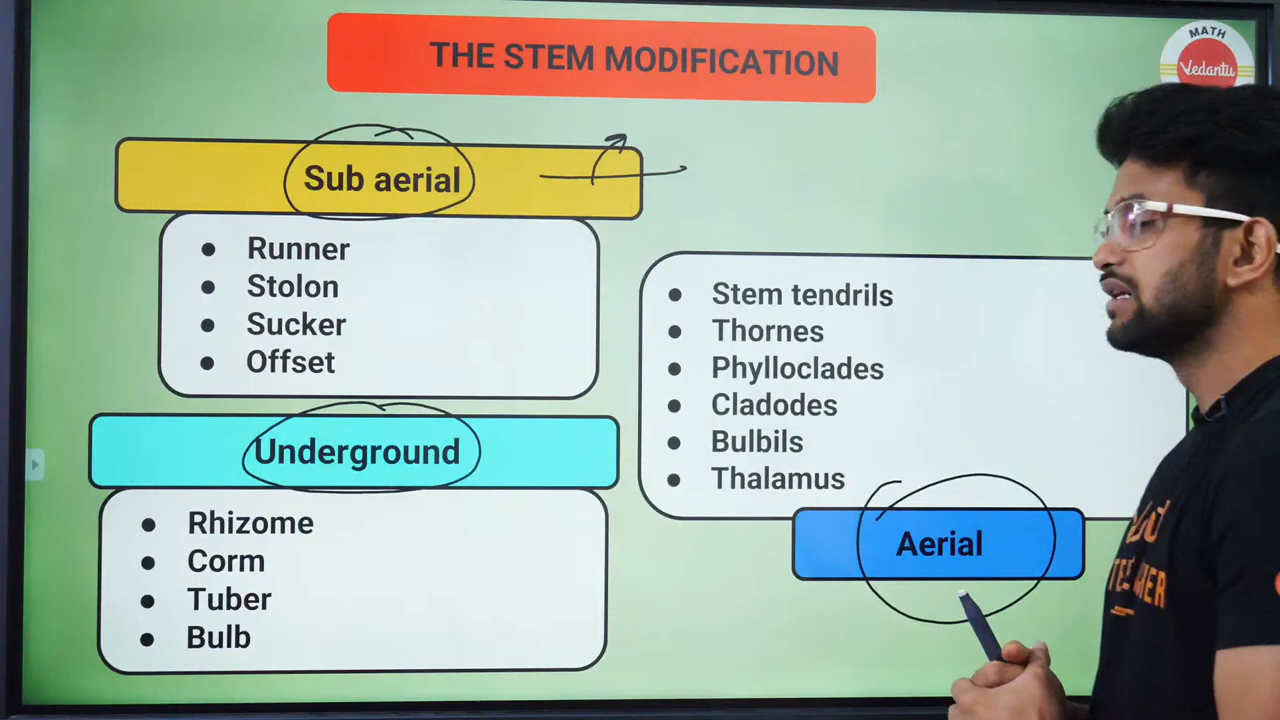 THE STEM MODIFICATION
MATH
Vedantu
Sub aerial
Runner
Stolon
Sucker
Offset
Underground
Rhizome
Corm
Tuber
Bulb
Stem tendrils
Thornes
Phylloclades
Cladodes
Bulbils
Thalamus
Aerial